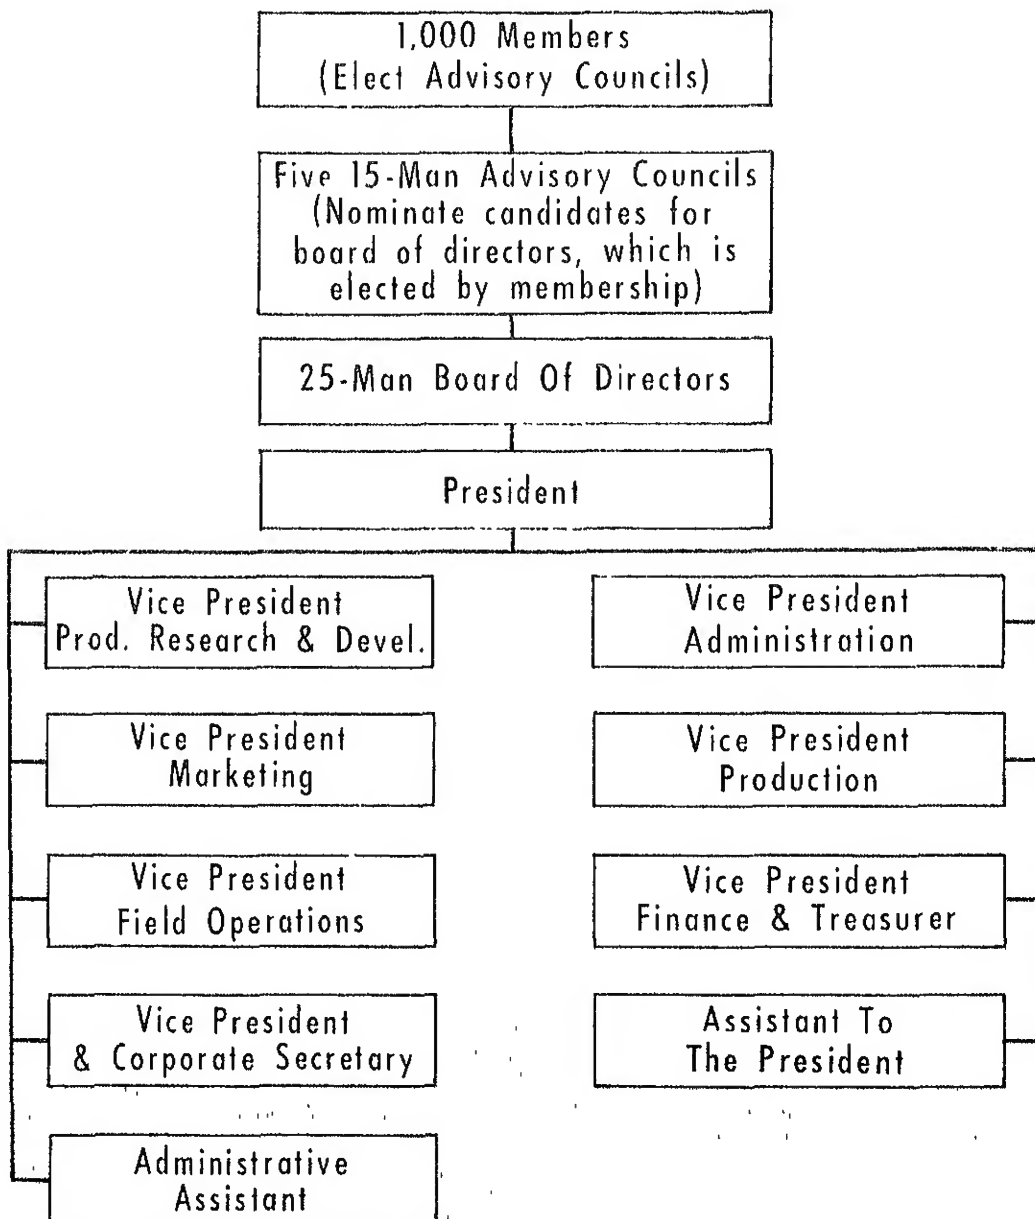 1,000 Members
(Elect Advisory Councils)
Five 15-Man Advisory Councils
(Nominate candidates for
board of directors, which is
elected by membership)
25-Man Board Of Directors
President
Vice President
Prod. Research & Devel.
Vice President
Administration
Vice President
Marketing
Vice President
Production
Vice President
Field Operations
Vice President
Finance & Treasurer
Vice President
& Corporate Secretary
Assistant To
The President
Administrative
Assistant